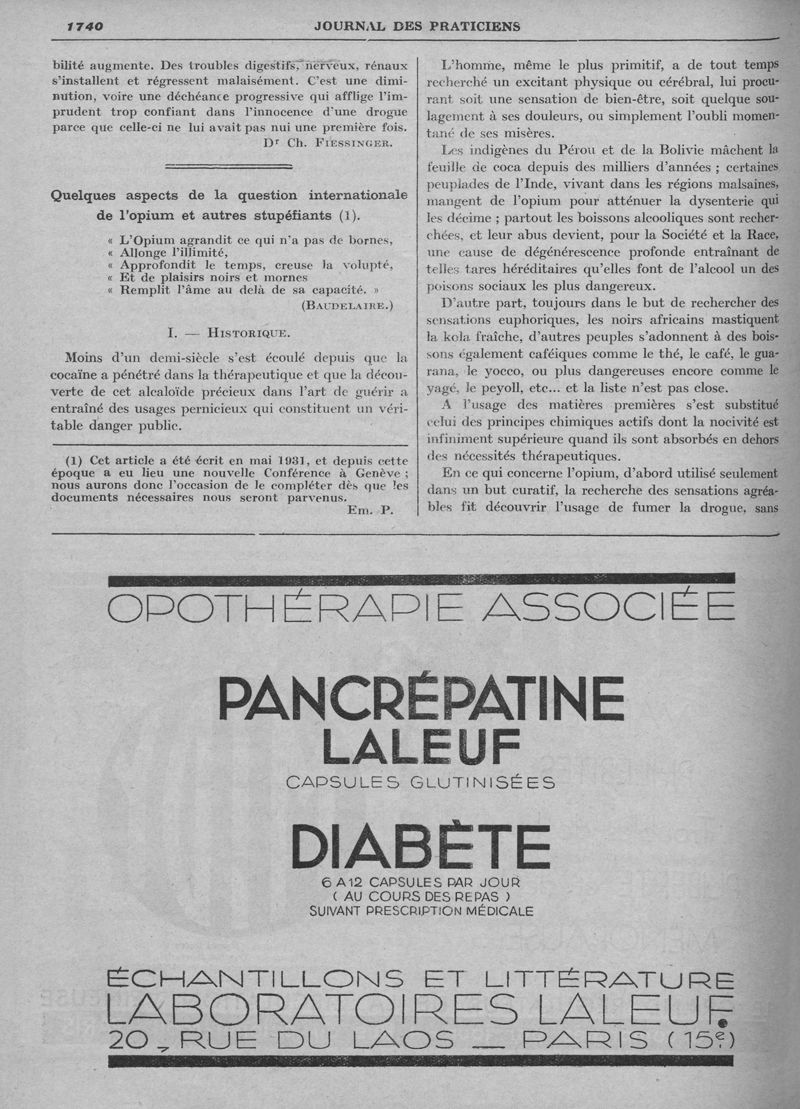 1740
JOURNAL DES PRATICIENS
bilité augmente. Des troubles digestifs, nerveux, rénaux
s'installent et régressent malaisément. C'est une dimi-
nution, voire une déchéance progressive qui afflige l'im-
prudent trop confiant dans l'innocence d'une drogue
parce que celle-ci ne lui avait pas nui une première fois.
Dr Ch. FIESSINGER.
Quelques aspects de la question internationale
de l'opium et autres stupéfiants (1).
« L'Opium agrandit ce qui n'a pas de bornes,
« Allonge l'illimité,
« Approfondit le temps, creuse la volupté,
« Et de plaisirs noirs et mornes
« Remplit l'âme au delà de sa capacité. »
(BAUDELAIRE.)
I. — HISTORIQUE.
Moins d'un demi-siècle s'est écoulé depuis que la
cocaïne a pénétré dans la thérapeutique et que la décou-
verte de cet alcaloïde précieux dans l'art de guérir a
entraîné des usages pernicieux qui constituent un véri-
table danger public.
(1) Cet article a été écrit en mai 1931, et depuis cette
époque a eu lieu une nouvelle Conférence à Genève ;
nous aurons donc l'occasion de le compléter dès que les
documents nécessaires nous seront parvenus.
Em. P.
L'homme, même le plus primitif, a de tout temps
recherché un excitant physique ou cérébral, lui procu-
rant soit une sensation de bien-être, soit quelque sou-
lagement à ses douleurs, ou simplement l'oubli momen-
tané de ses misères.
Les indigènes du Pérou et de la Bolivie mâchent la
feuille de coca depuis des milliers d'années ; certaines
peuplades de l'Inde, vivant dans les régions malsaines,
mangent de l'opium pour atténuer la dysenterie qui
les décime ; partout les boissons alcooliques sont recher-
chées, et leur abus devient, pour la Société et la Race,
une cause de dégénérescence profonde entraînant de
telles tares héréditaires qu'elles font de l'alcool un des
poisons sociaux les plus dangereux.
D'autre part, toujours dans le but de rechercher des
sensations euphoriques, les noirs africains mastiquent
la kola fraîche, d'autres peuples s'adonnent à des bois-
sons également caféiques comme le thé, le café, le gua-
rana, le yocco, ou plus dangereuses encore comme le
yagé, le peyoll, etc... et la liste n'est pas close.
A l'usage des matières premières s'est substitué
celui des principes chimiques actifs dont la nocivité est
infiniment supérieure quand ils sont absorbés en dehors
des nécessités thérapeutiques.
En ce qui concerne l'opium, d'abord utilisé seulement
dans un but curatif, la recherche des sensations agréa-
bles fit découvrir l'usage de fumer la drogue, sans
OPOTHÉRAPIE ASSOCIÉE
PANCRÉPATINE
LALEUF
CAPSULES GLUTINISÉES
DIABÈTE
6 A 12 CAPSULES PAR JOUR
( AU COURS DES REPAS )
SUIVANT PRESCRIPTION MÉDICALE
ÉCHANTILLONS ET LITTÉRATURE
LABORATOIRES LALEUF.
20, RUE DU LAOS — PARIS (15e)